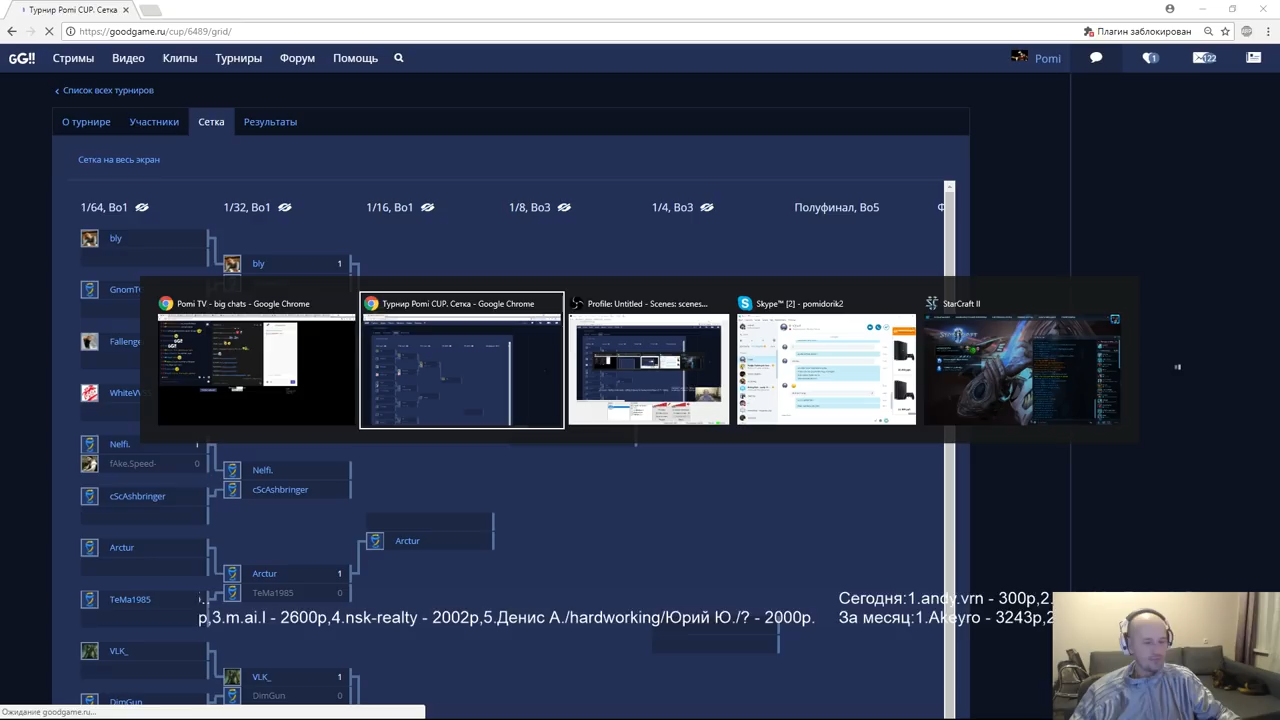 Турнир Pomi CUP. Сетка
https://goodgame.ru/cup/6489/grid/
Плагин заблокирован
GG!!
Стримы
Видео
Клипы
Турниры
Форум
Помощь
Pomi
1
122
Список всех турниров
О турнире
Участники
Сетка
Результаты
Сетка на весь экран
1/64, Bo1
1/32, Bo1
1/16, Bo1
1/8, Bo3
1/4, Bo3
Полуфинал, Bo5
bly
bly 1
Pomi TV - big chats - Google Chrome
Турнир Pomi CUP. Сетка - Google Chrome
Profile: Untitled - Scenes: scenes...
Skype™ [2] - pomidorik2
StarCraft II
Nelfi.
fAke.Speed- 0
Nelfi.
cScAshbringer
cScAshbringer
Arctur
Arctur
Arctur 1
TeMa1985 0
TeMa1985
VLK_
VLK_ 1
DimGun 0
DimGun
Сегодня:1.andy.vrn - 300р,2.
р,3.m.ai.l - 2600р,4.nsk-realty - 2002р,5.Денис А./hardworking/Юрий Ю./? - 2000р.
За месяц:1.Akeyro - 3243р,2
Ожидание goodgame.ru...